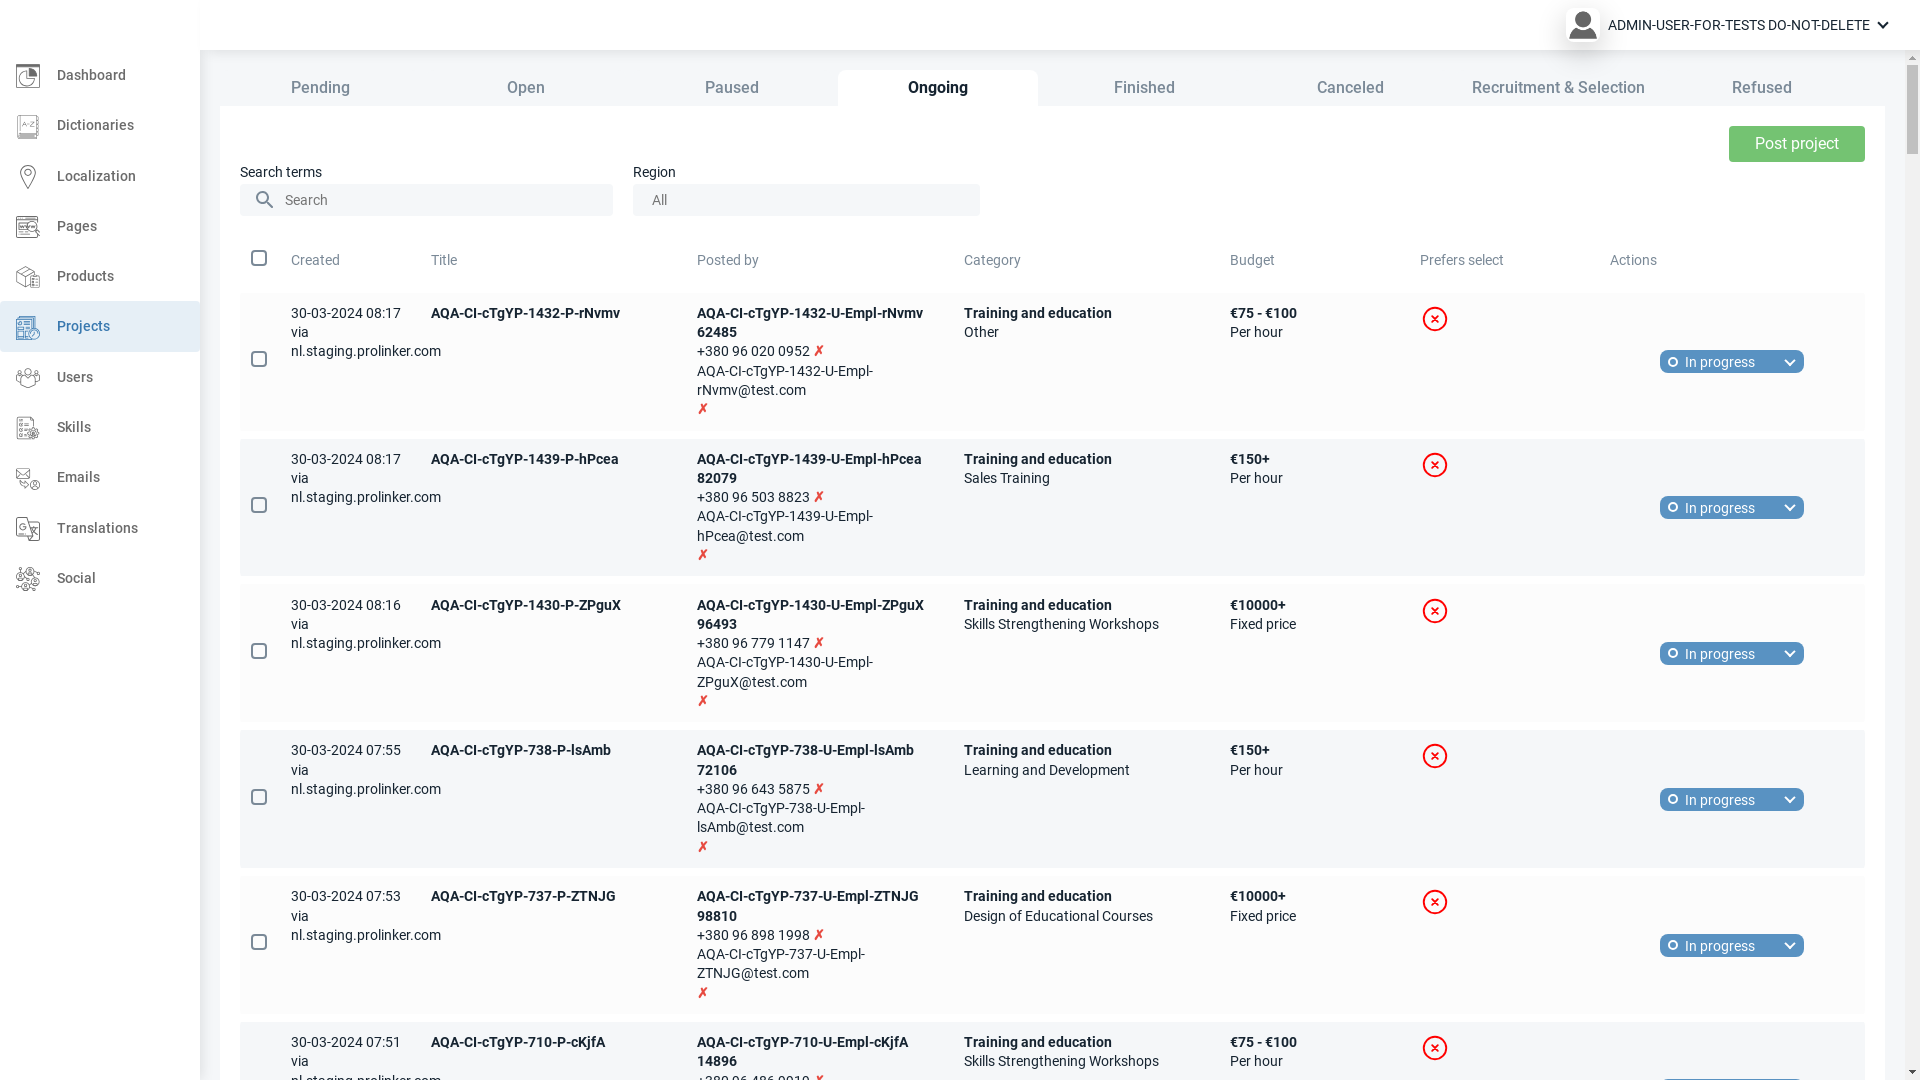 ADMIN-USER-FOR-TESTS DO-NOT-DELETE
Dashboard
Dictionaries
Localization
Pages
Products
Projects
Users
Skills
Emails
Translations
Social
Pending
Open
Paused
Ongoing
Finished
Canceled
Recruitment & Selection
Refused
Post project
Search terms
Search
Region
All
Created
Title
Posted by
Category
Budget
Prefers select
Actions
30-03-2024 08:17
via
nl.staging.prolinker.com
AQA-CI-cTgYP-1432-P-rNvmv
AQA-CI-cTgYP-1432-U-Empl-rNvmv
62485
+380 96 020 0952 ✗
AQA-CI-cTgYP-1432-U-Empl-
rNvmv@test.com
✗
Training and education
Other
€75 - €100
Per hour
In progress
30-03-2024 08:17
via
nl.staging.prolinker.com
AQA-CI-cTgYP-1439-P-hPcea
AQA-CI-cTgYP-1439-U-Empl-hPcea
82079
+380 96 503 8823 ✗
AQA-CI-cTgYP-1439-U-Empl-
hPcea@test.com
✗
Training and education
Sales Training
€150+
Per hour
In progress
30-03-2024 08:16
via
nl.staging.prolinker.com
AQA-CI-cTgYP-1430-P-ZPguX
AQA-CI-cTgYP-1430-U-Empl-ZPguX
96493
+380 96 779 1147 ✗
AQA-CI-cTgYP-1430-U-Empl-
ZPguX@test.com
✗
Training and education
Skills Strengthening Workshops
€10000+
Fixed price
In progress
30-03-2024 07:55
via
nl.staging.prolinker.com
AQA-CI-cTgYP-738-P-lsAmb
AQA-CI-cTgYP-738-U-Empl-lsAmb
72106
+380 96 643 5875 ✗
AQA-CI-cTgYP-738-U-Empl-
lsAmb@test.com
✗
Training and education
Learning and Development
€150+
Per hour
In progress
30-03-2024 07:53
via
nl.staging.prolinker.com
AQA-CI-cTgYP-737-P-ZTNJG
AQA-CI-cTgYP-737-U-Empl-ZTNJG
98810
+380 96 898 1998 ✗
AQA-CI-cTgYP-737-U-Empl-
ZTNJG@test.com
✗
Training and education
Design of Educational Courses
€10000+
Fixed price
In progress
30-03-2024 07:51
via
nl.staging.prolinker.com
AQA-CI-cTgYP-710-P-cKjfA
AQA-CI-cTgYP-710-U-Empl-cKjfA
14896
Training and education
Skills Strengthening Workshops
€75 - €100
Per hour